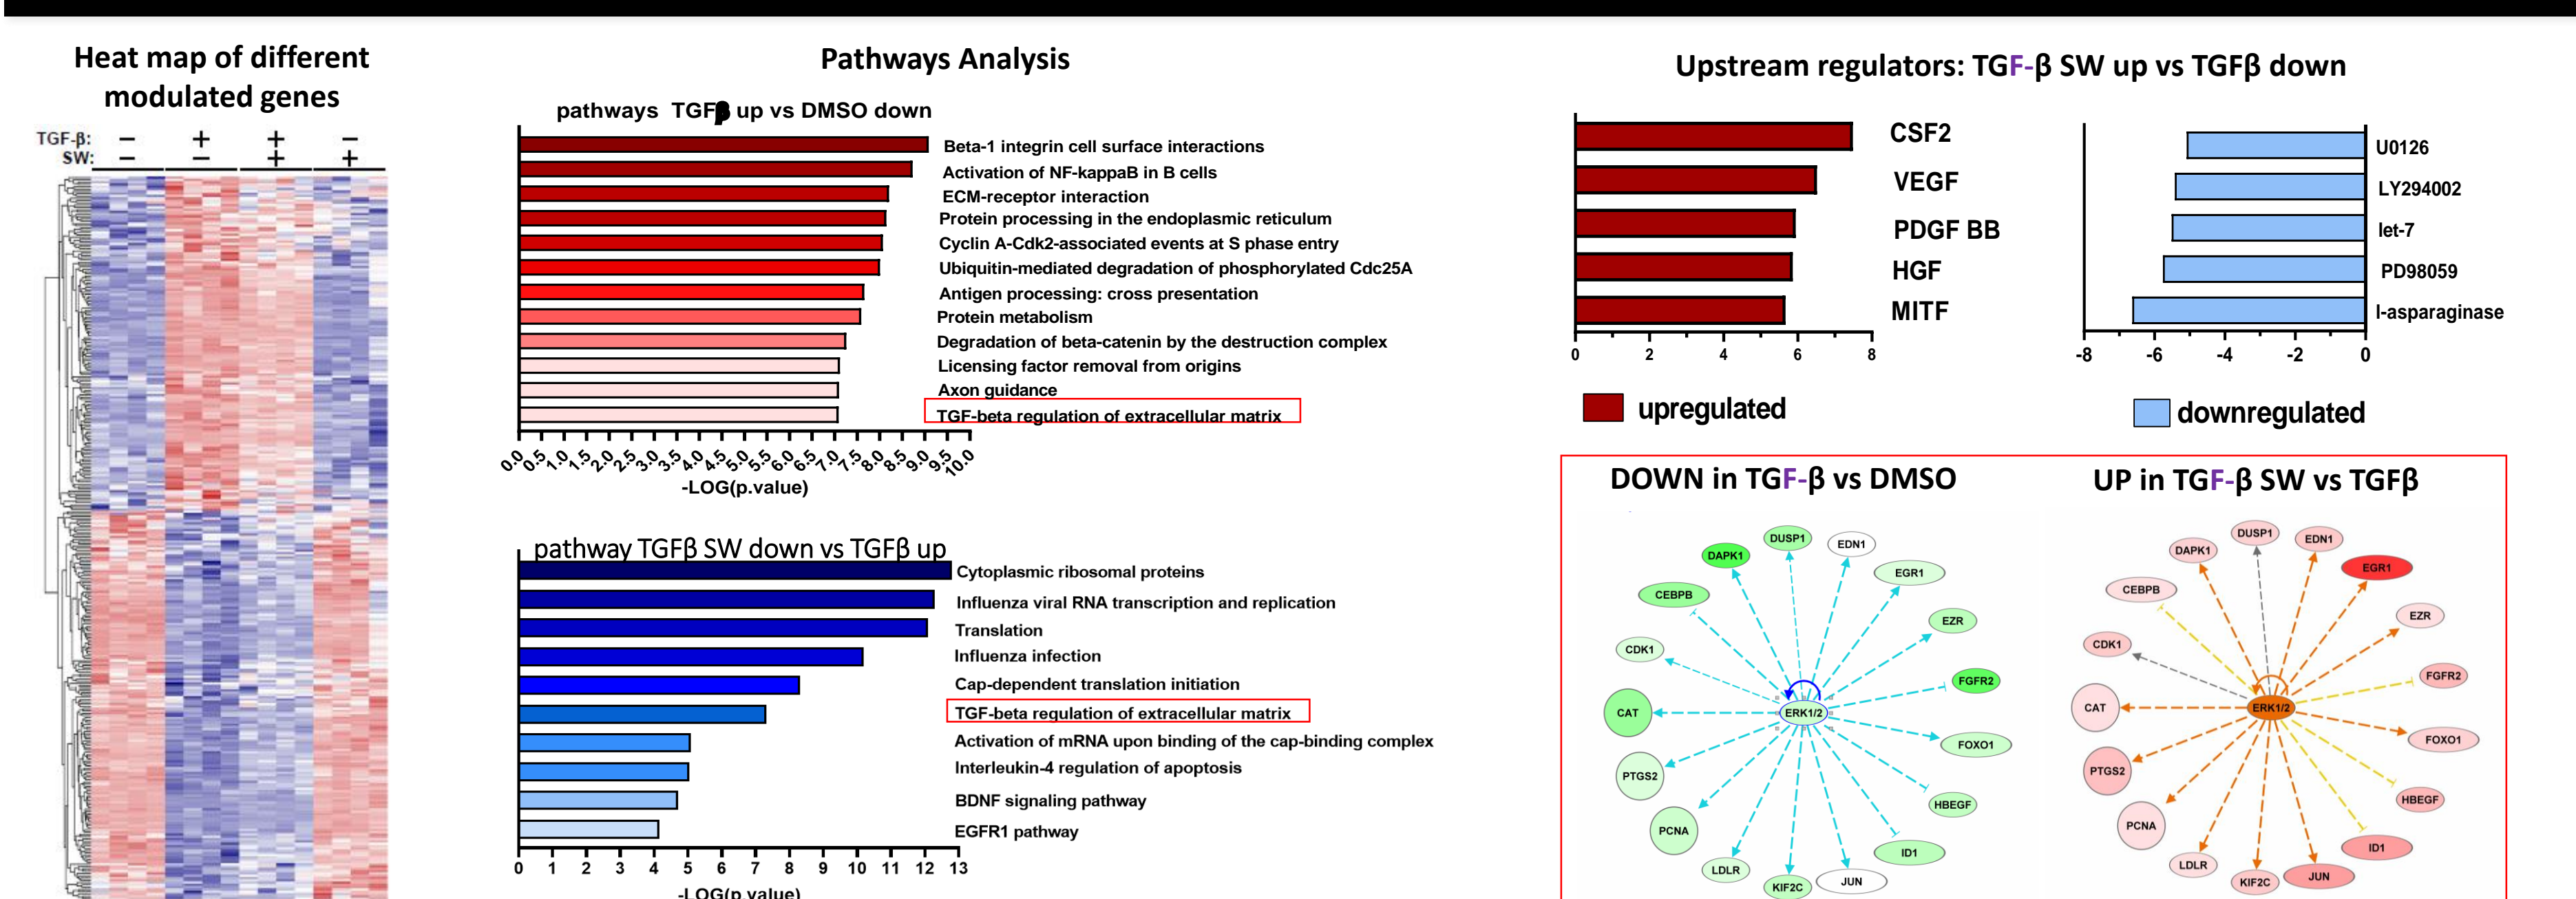 Heat map of different
modulated genes
TGF-β: − + + −
SW: − − + +
Pathways Analysis
pathways TGFβ up vs DMSO down
Beta-1 integrin cell surface interactions
Activation of NF-kappaB in B cells
ECM-receptor interaction
Protein processing in the endoplasmic reticulum
Cyclin A-Cdk2-associated events at S phase entry
Ubiquitin-mediated degradation of phosphorylated Cdc25A
Antigen processing: cross presentation
Protein metabolism
Degradation of beta-catenin by the destruction complex
Licensing factor removal from origins
Axon guidance
TGF-beta regulation of extracellular matrix
0.0 0.5 1.0 1.5 2.0 2.5 3.0 3.5 4.0 4.5 5.0 5.5 6.0 6.5 7.0 7.5 8.0 8.5 9.0 9.5 10.0
-LOG(p.value)
pathway TGFβ SW down vs TGFβ up
Cytoplasmic ribosomal proteins
Influenza viral RNA transcription and replication
Translation
Influenza infection
Cap-dependent translation initiation
TGF-beta regulation of extracellular matrix
Activation of mRNA upon binding of the cap-binding complex
Interleukin-4 regulation of apoptosis
BDNF signaling pathway
EGFR1 pathway
0 1 2 3 4 5 6 7 8 9 10 11 12 13
-LOG(p.value)
Upstream regulators: TGF-β SW up vs TGFβ down
CSF2
VEGF
PDGF BB
HGF
MITF
0 2 4 6 8
upregulated
U0126
LY294002
let-7
PD98059
l-asparaginase
-8 -6 -4 -2 0
downregulated
DOWN in TGF-β vs DMSO
DUSP1
EDN1
DAPK1
EGR1
CEBPB
EZR
CDK1
FGFR2
CAT
ERK1/2
FOXO1
PTGS2
HBEGF
PCNA
ID1
LDLR
KIF2C
JUN
UP in TGF-β SW vs TGFβ
DUSP1
EDN1
DAPK1
EGR1
CEBPB
EZR
CDK1
FGFR2
CAT
ERK1/2
FOXO1
PTGS2
HBEGF
PCNA
ID1
LDLR
KIF2C
JUN